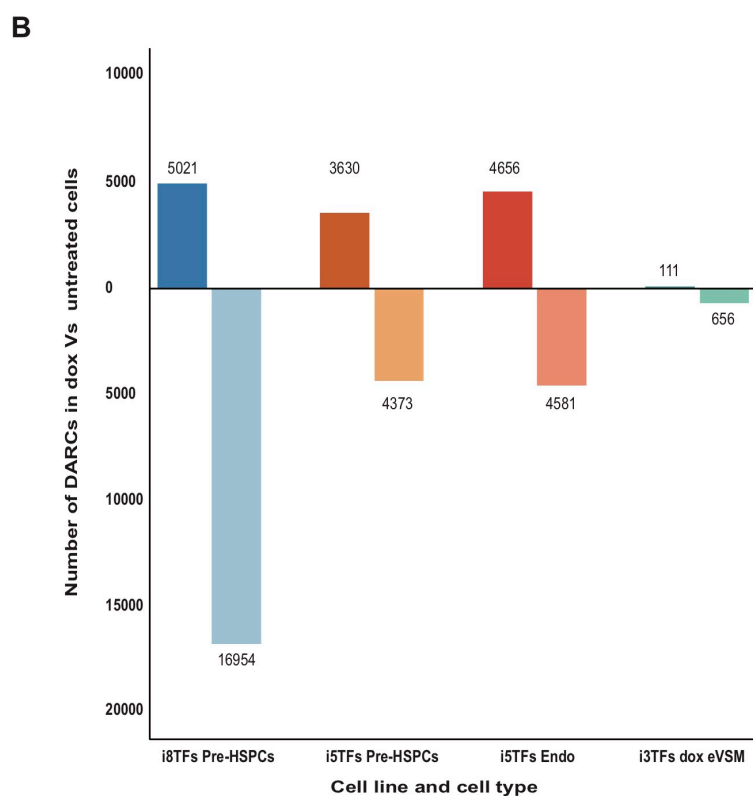 B
Number of DARCs in dox Vs untreated cells
10000
5000
0
5000
10000
15000
20000
5021
3630
4656
111
656
4373
4581
16954
i8TFs Pre-HSPCs
i5TFs Pre-HSPCs
i5TFs Endo
i3TFs dox eVSM
Cell line and cell type